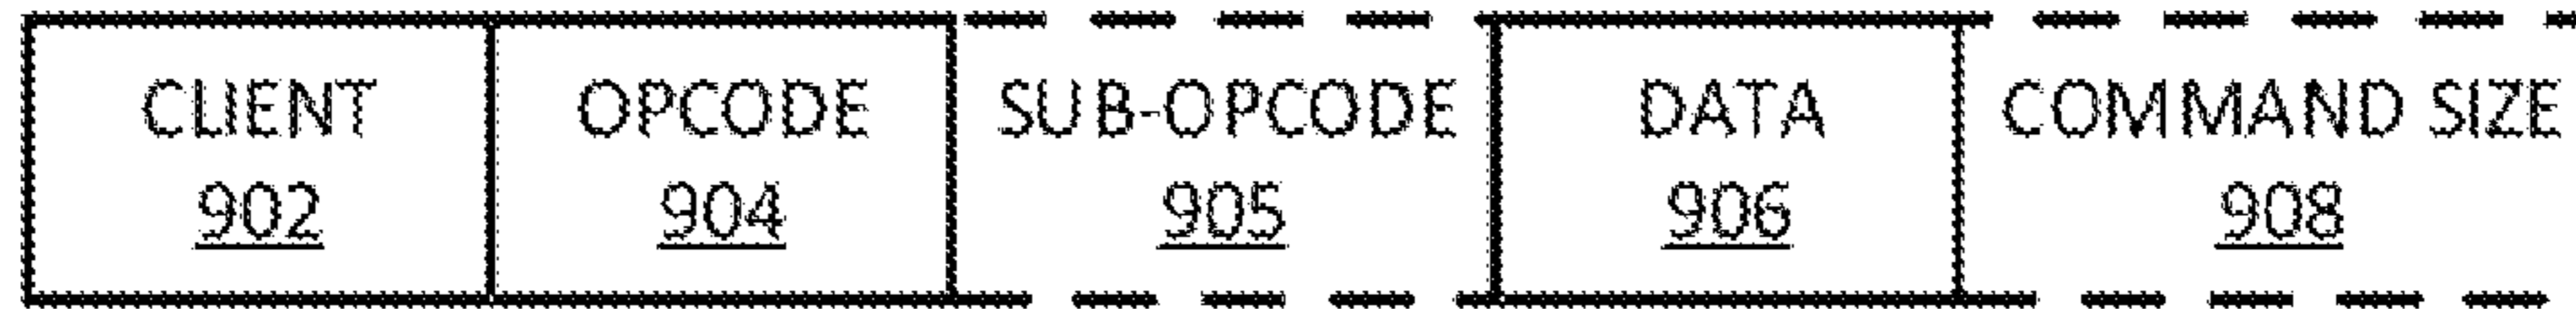 CLIENT OPCODE SUB-OPCODE DATA COMMAND SIZE
902 904 905 906 908